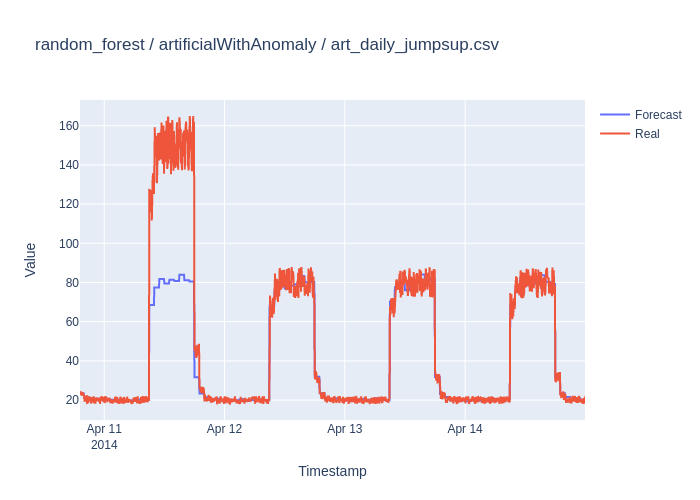 random_forest / artificialWithAnomaly / art_daily_jumpsup.csv
Forecast
Real
Value
160
140
120
100
80
60
40
20
Apr 11
2014
Apr 12
Apr 13
Apr 14
Timestamp